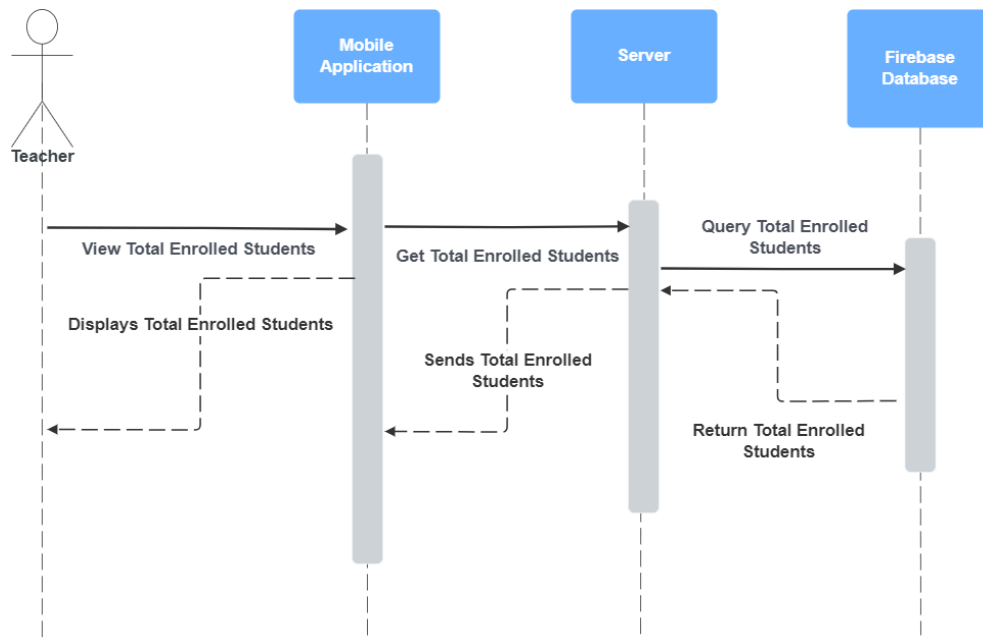 Mobile
Application
Server
Firebase
Database
Teacher
View Total Enrolled Students
Get Total Enrolled Students
Query Total Enrolled
Students
Displays Total Enrolled Students
Sends Total Enrolled
Students
Return Total Enrolled
Students